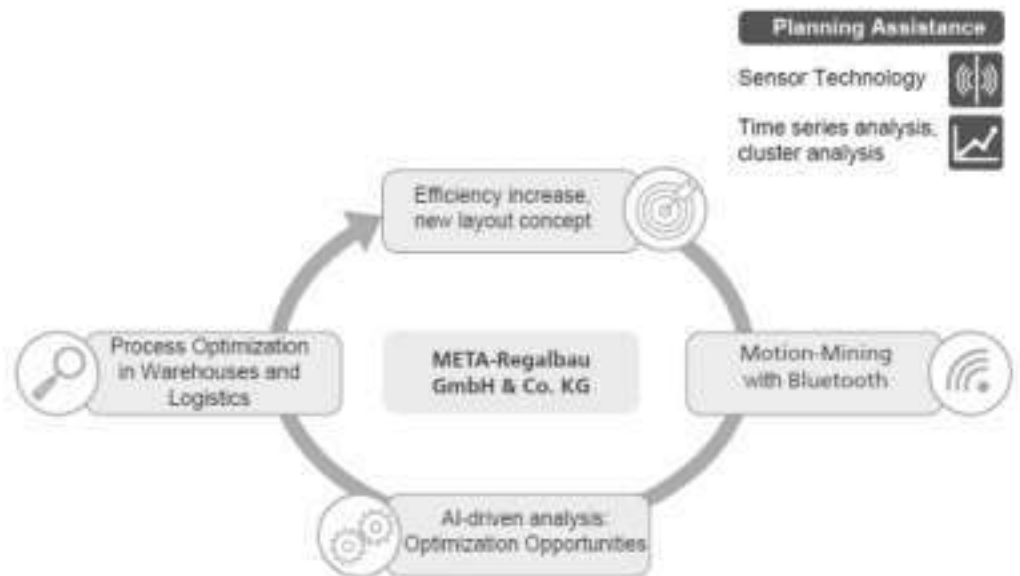 Planning Assistance
Sensor Technology
Time series analysis,
cluster analysis
Efficiency increase,
new layout concept
Process Optimization
in Warehouses and
Logistics
META-Regalbau
GmbH & Co. KG
Motion-Mining
with Bluetooth
AI-driven analysis:
Optimization Opportunities